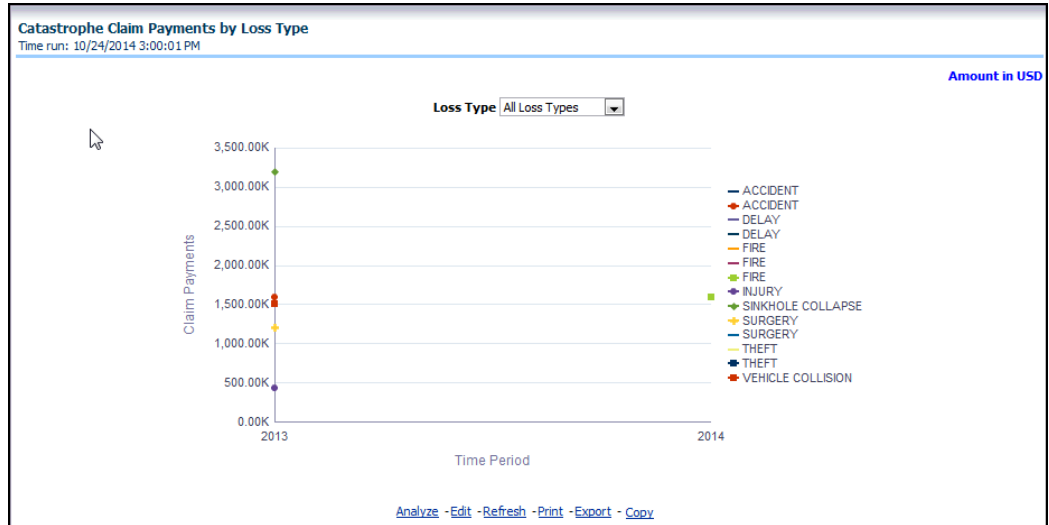 Catastrophe Claim Payments by Loss Type
Time run: 10/24/2014 3:00:01 PM
Amount in USD
Loss Type All Loss Types
3,500.00K
3,000.00K
2,500.00K
2,000.00K
1,500.00K
1,000.00K
500.00K
0.00K
Claim Payments
2013
2014
Time Period
ACCIDENT
ACCIDENT
DELAY
DELAY
FIRE
FIRE
FIRE
INJURY
SINKHOLE COLLAPSE
SURGERY
SURGERY
THEFT
THEFT
VEHICLE COLLISION
Analyze - Edit - Refresh - Print - Export - Copy